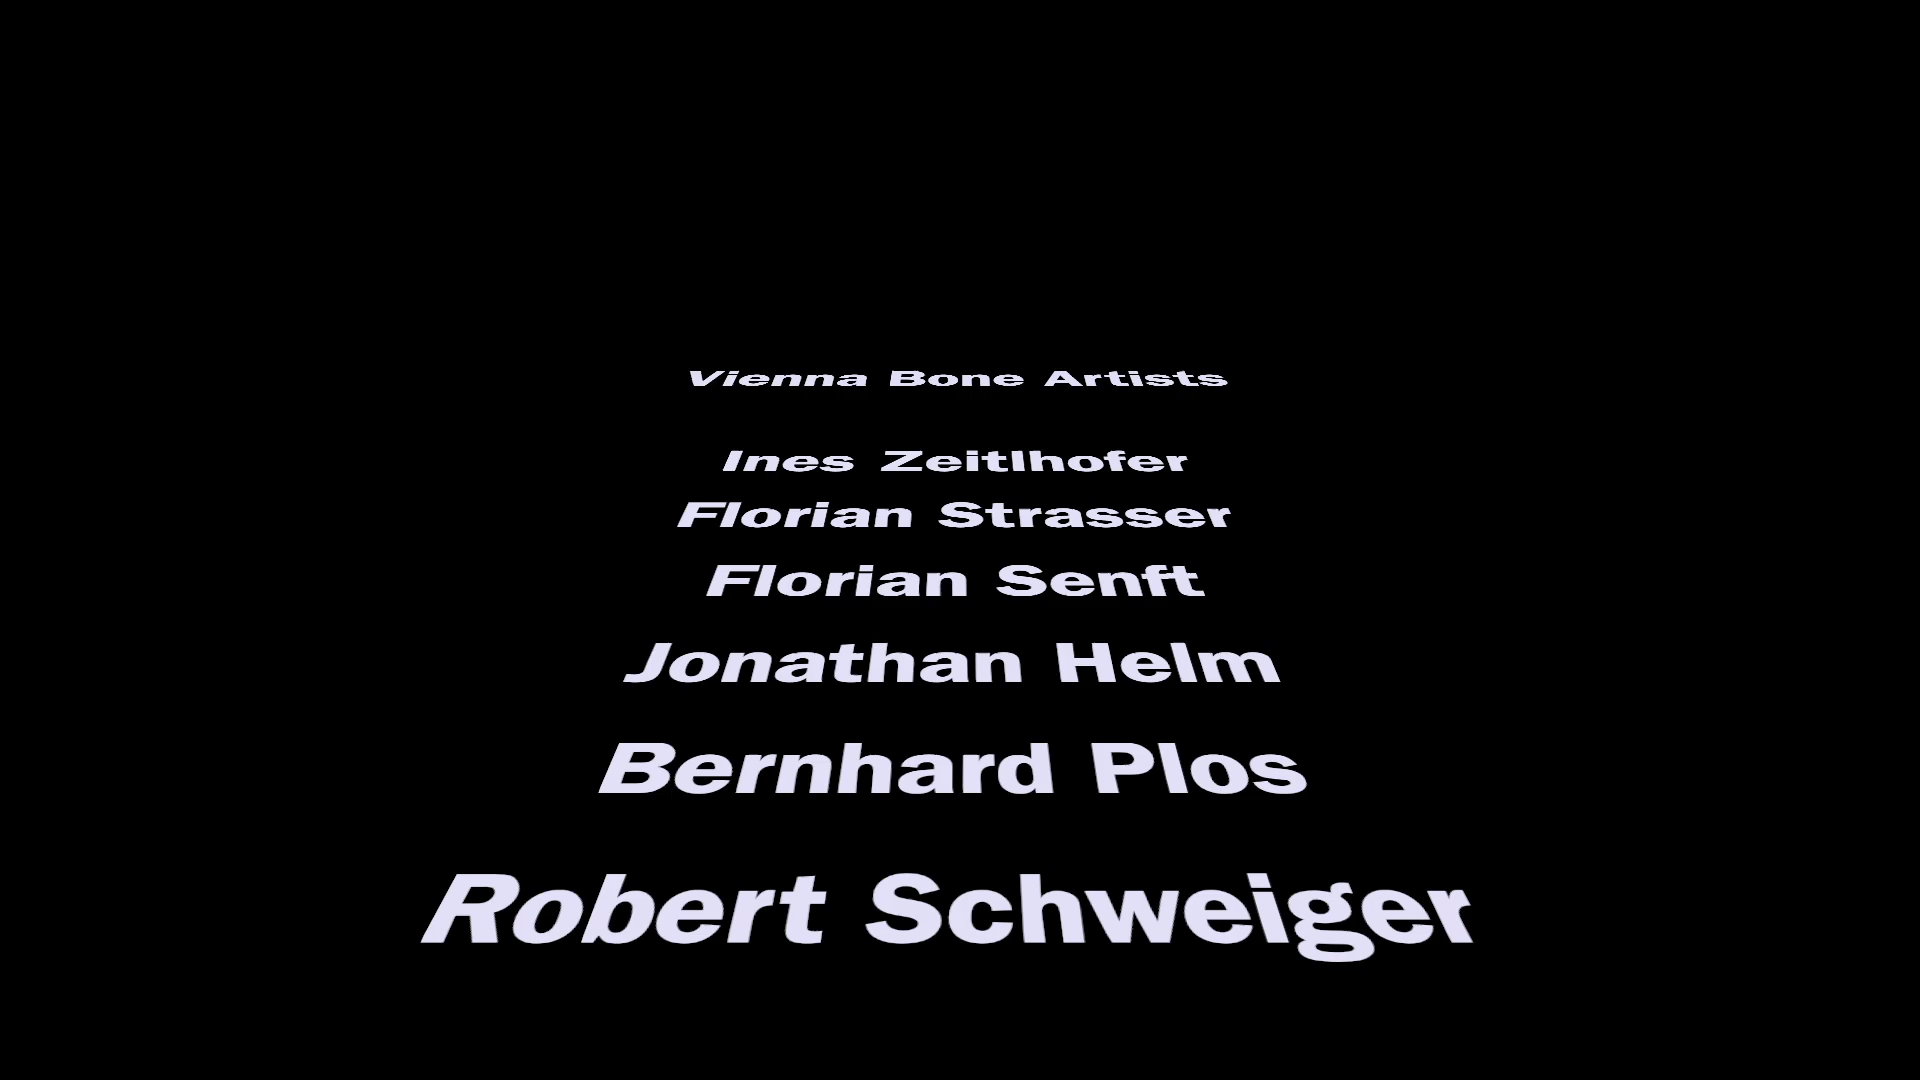 Vienna Bone Artists
Ines Zeitlhofer
Florian Strasser
Florian Senft
Jonathan Helm
Bernhard Plos
Robert Schweiger